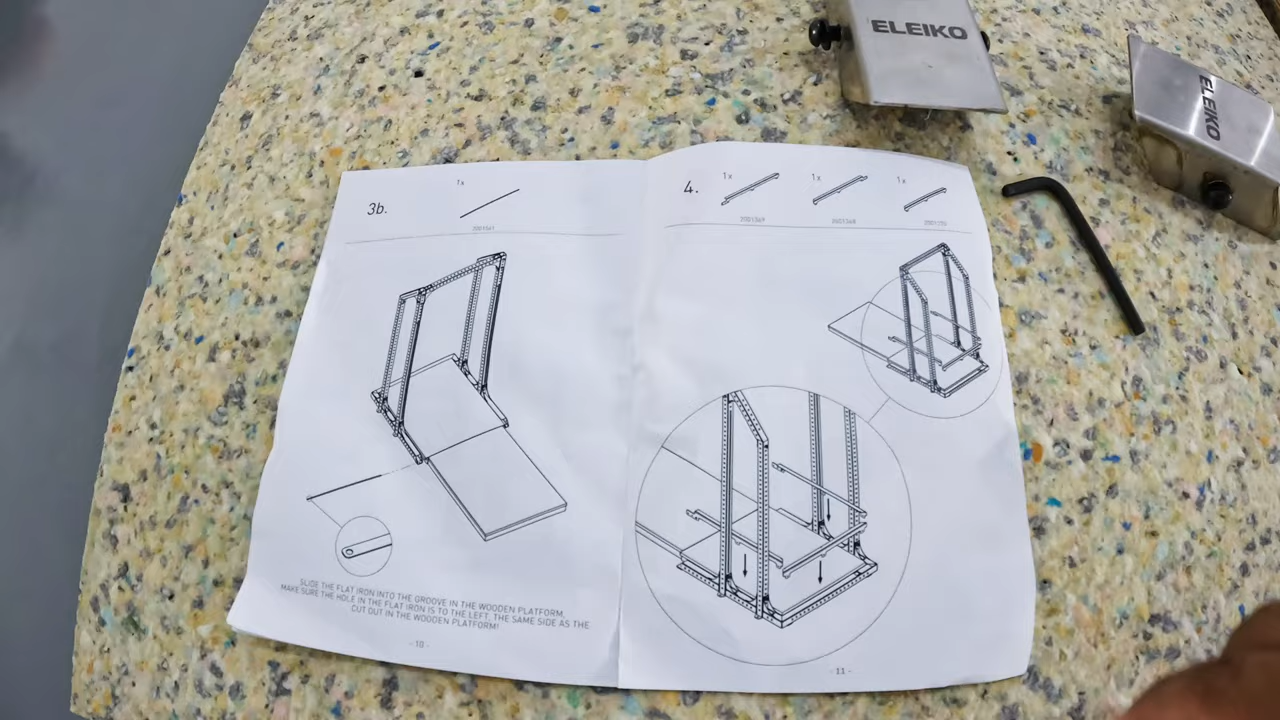 ELEIKO
ELEIKO
3b.
1x
4.
1x
1x
1x
SLIDE THE FLAT IRON INTO THE GROOVE IN THE WOODEN PLATFORM,
MAKE SURE THE HOLE IN THE FLAT IRON IS TO THE LEFT, THE SAME SIDE AS THE
CUT OUT IN THE WOODEN PLATFORM!
- 10 -
- 11 -